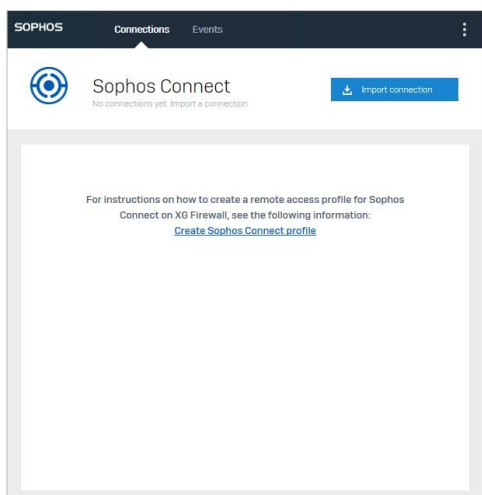 SOPHOS
Connections
Events
Sophos Connect
No connections yet. Import a connection
Import connection
For instructions on how to create a remote access profile for Sophos
Connect on XG Firewall, see the following information:
Create Sophos Connect profile